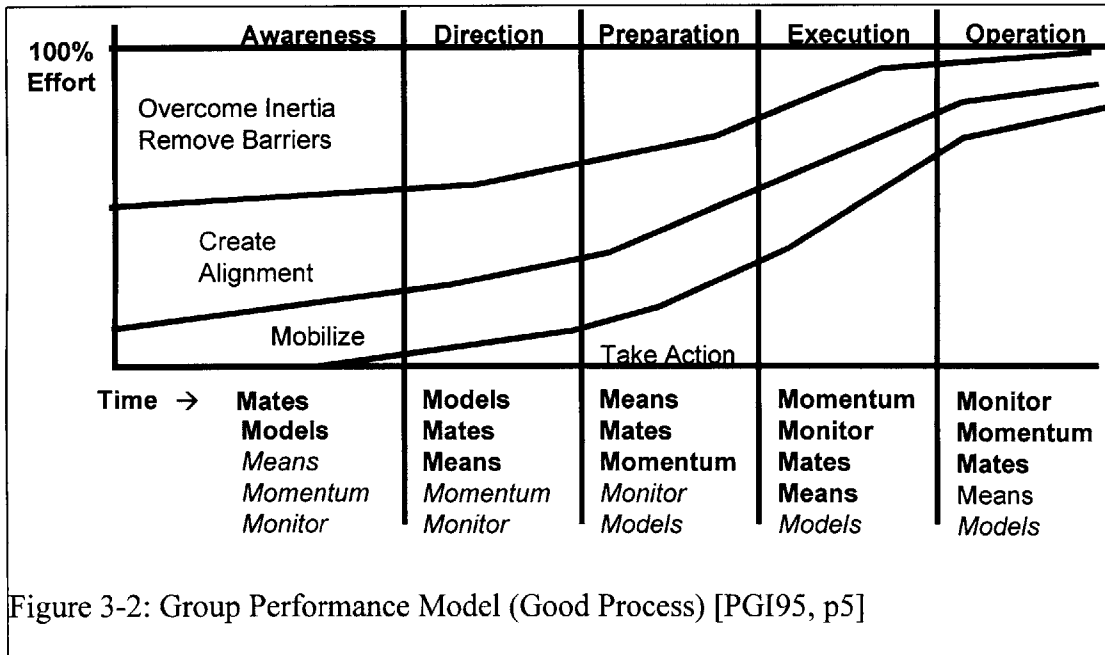 Awareness Direction Preparation Execution Operation
100%
Effort
Overcome Inertia
Remove Barriers
Create
Alignment
Mobilize
Take Action
Time → Mates Models Means Momentum Monitor
Models Mates Mates Monitor Momentum
Means Means Momentum Mates Mates
Momentum Momentum Monitor Means Means
Monitor Monitor Models Models Models
Figure 3-2: Group Performance Model (Good Process) [PGI95, p5]